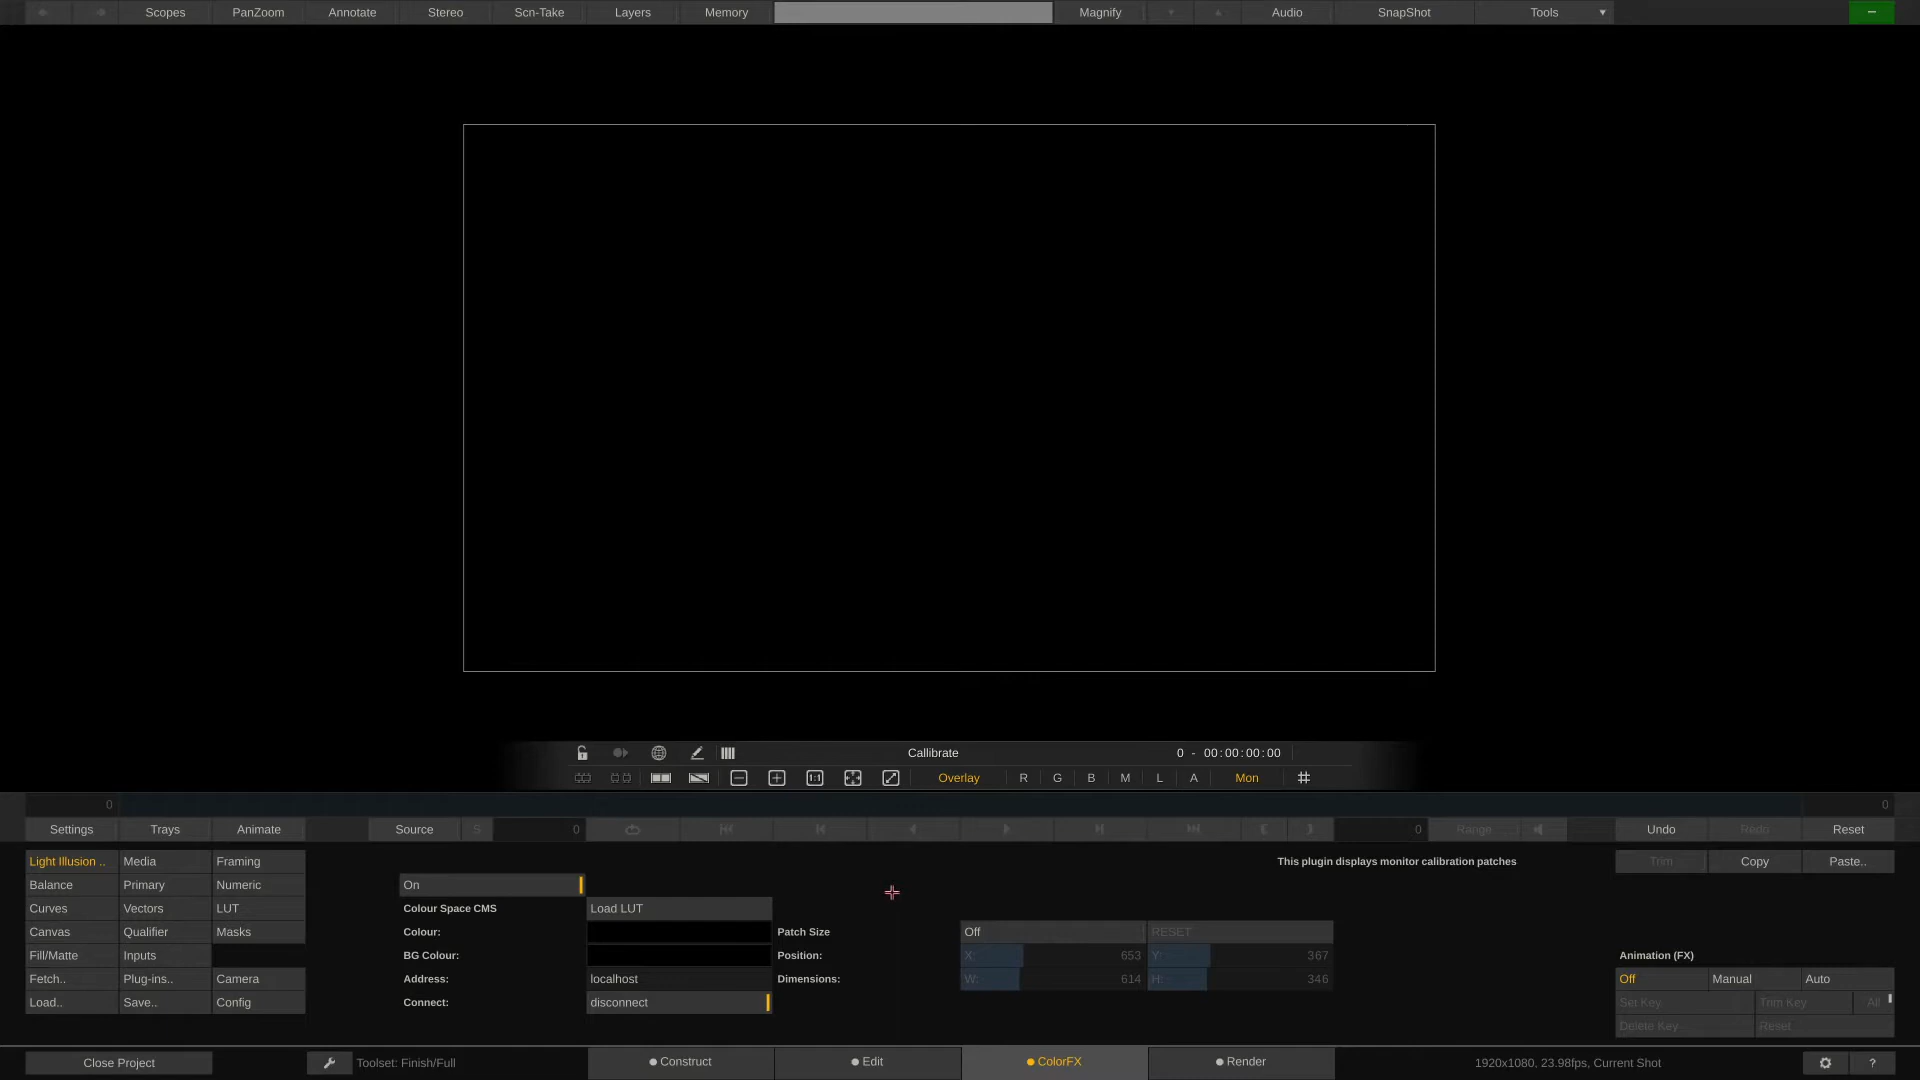 Scopes PanZoom Annotate Stereo Scn-Take Layers Memory Magnify Audio SnapShot Tools
Callibrate 0 - 00:00:00:00
1:1 Overlay R G B M L A Mon
0 0
Settings Trays Animate Source S 0 0 Range Undo Redo Reset
Light Illusion .. Media Framing This plugin displays monitor calibration patches Trim Copy Paste..
Balance Primary Numeric On
Curves Vectors LUT Colour Space CMS Load LUT
Canvas Qualifier Masks Colour: Patch Size Off RESET
Fill/Matte Inputs BG Colour: Position: X: 653 Y: 367 Animation (FX)
Fetch.. Plug-ins.. Camera Address: localhost Dimensions: W: 614 H: 346 Off Manual Auto
Load.. Save.. Config Connect: disconnect Set Key Trim Key All
Delete Key Reset
Close Project Toolset: Finish/Full Construct Edit ColorFX Render 1920x1080, 23.98fps, Current Shot ?